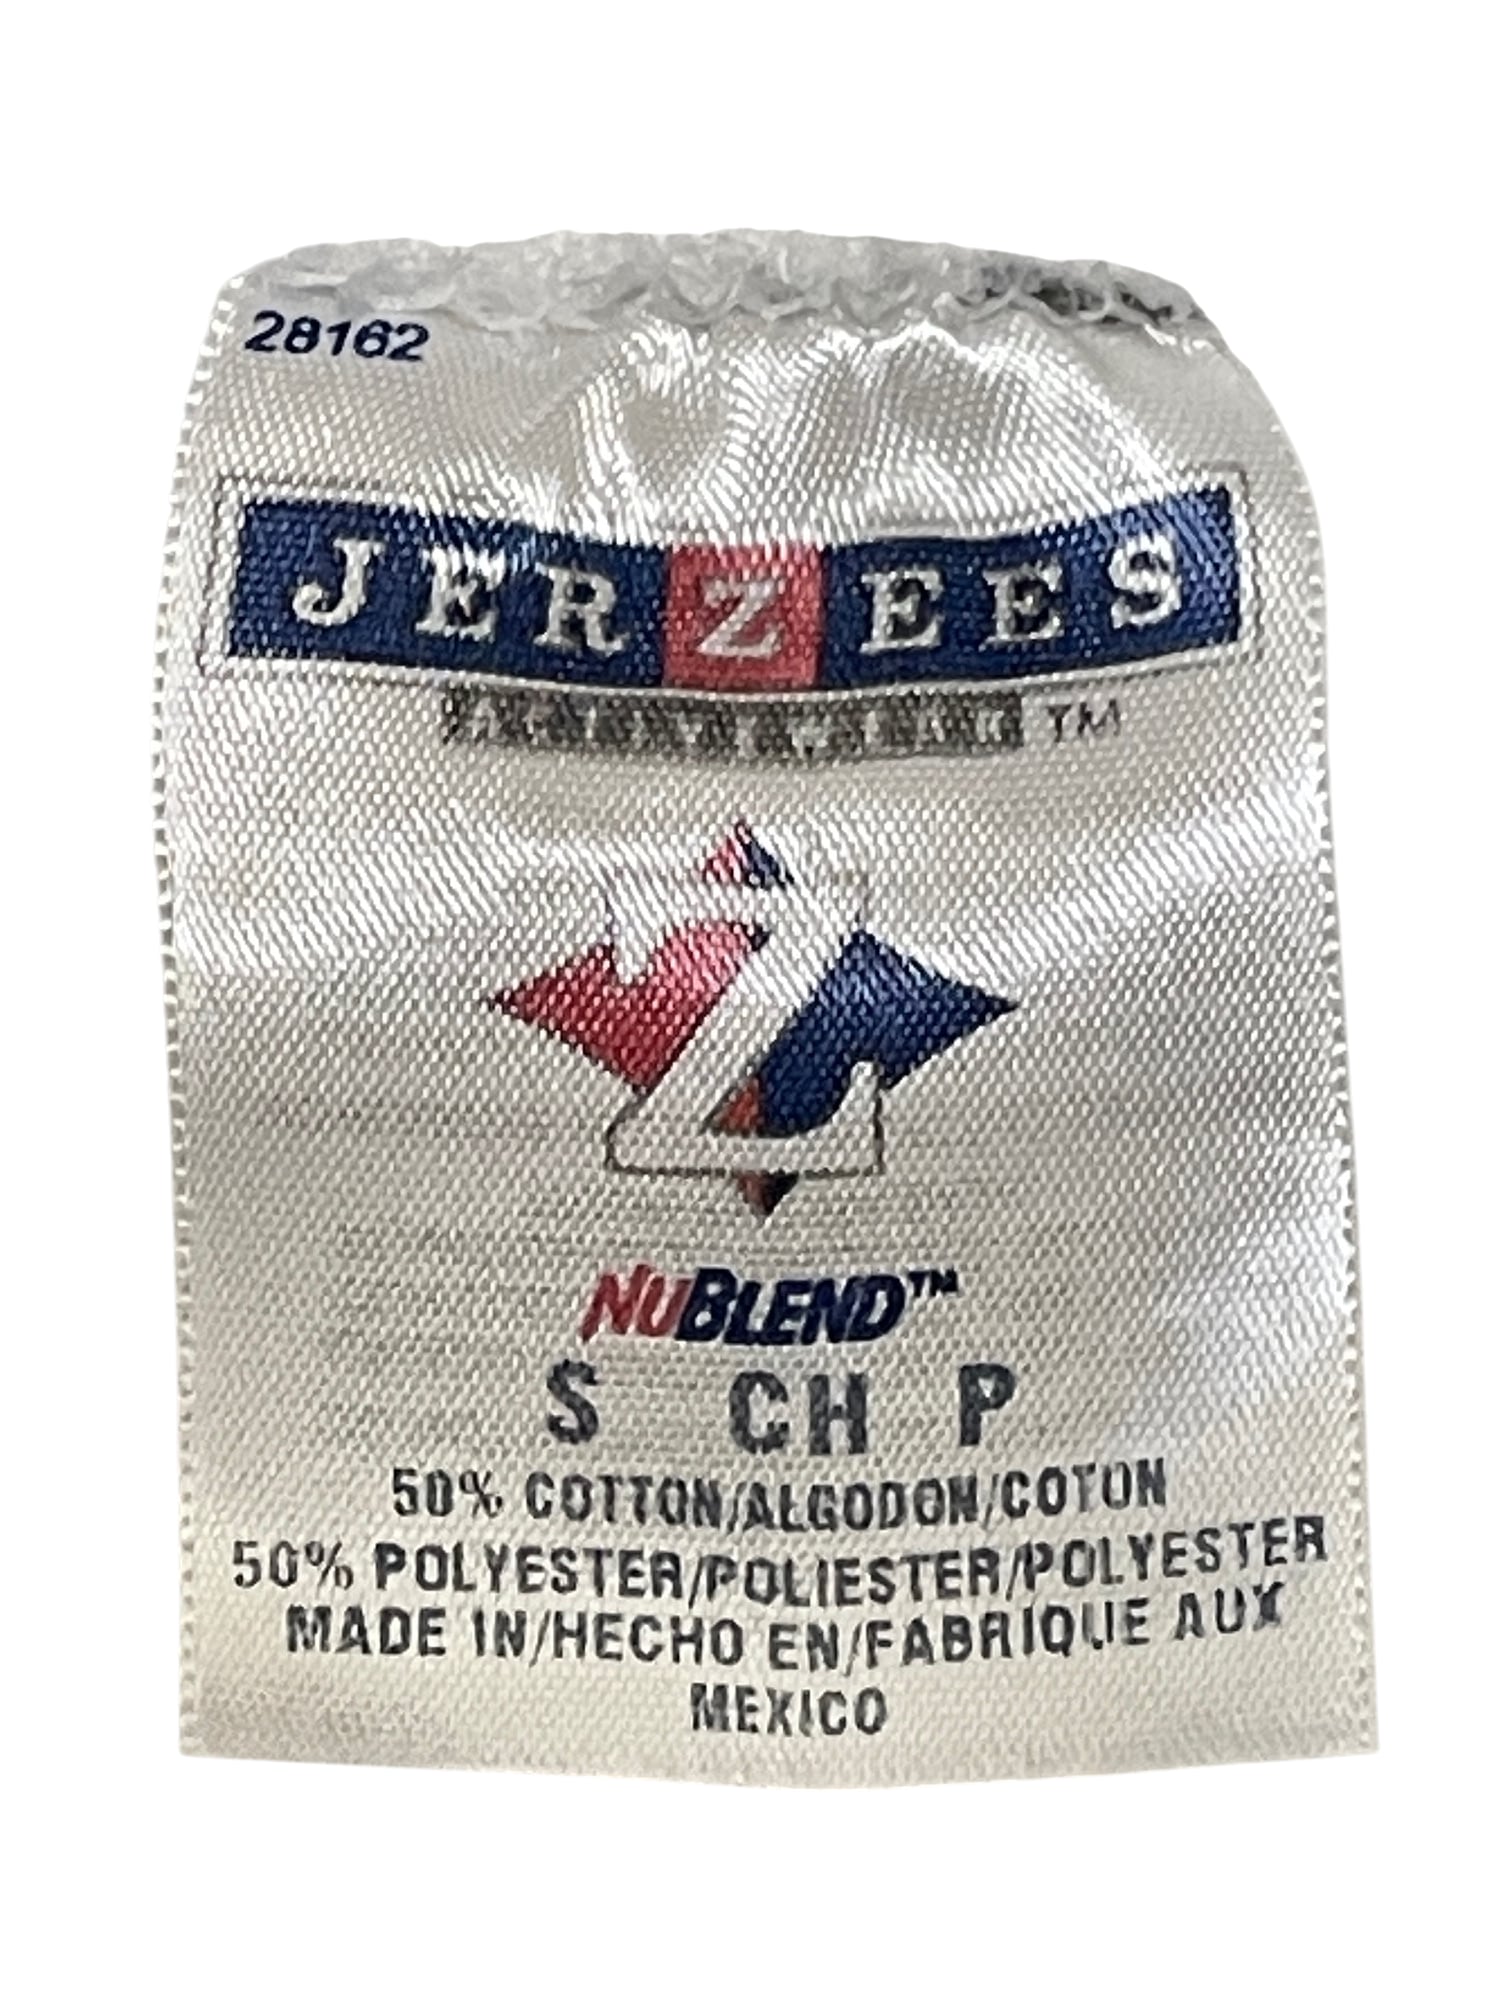 28162
JERZEES
TM
Z
NUBLEND™
S CH P
50% COTTON/ALGODON/COTON
50% POLYESTER/POLIESTER/POLYESTER
MADE IN/HECHO EN/FABRIQUE AUX
MEXICO